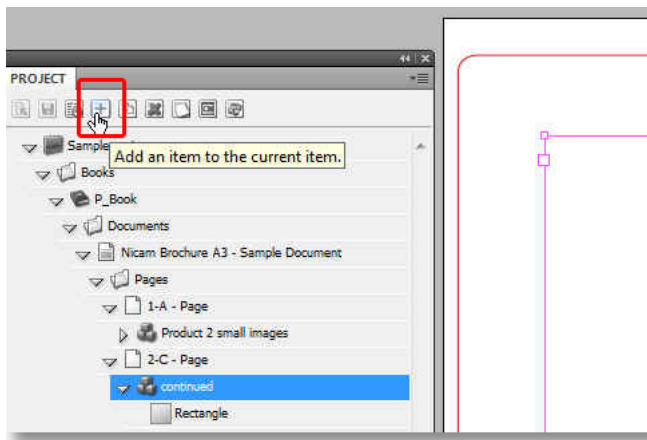 PROJECT
Sample
Add an item to the current item.
Books
P_Book
Documents
Nicam Brochure A3 - Sample Document
Pages
1-A - Page
Product 2 small images
2-C - Page
continued
Rectangle